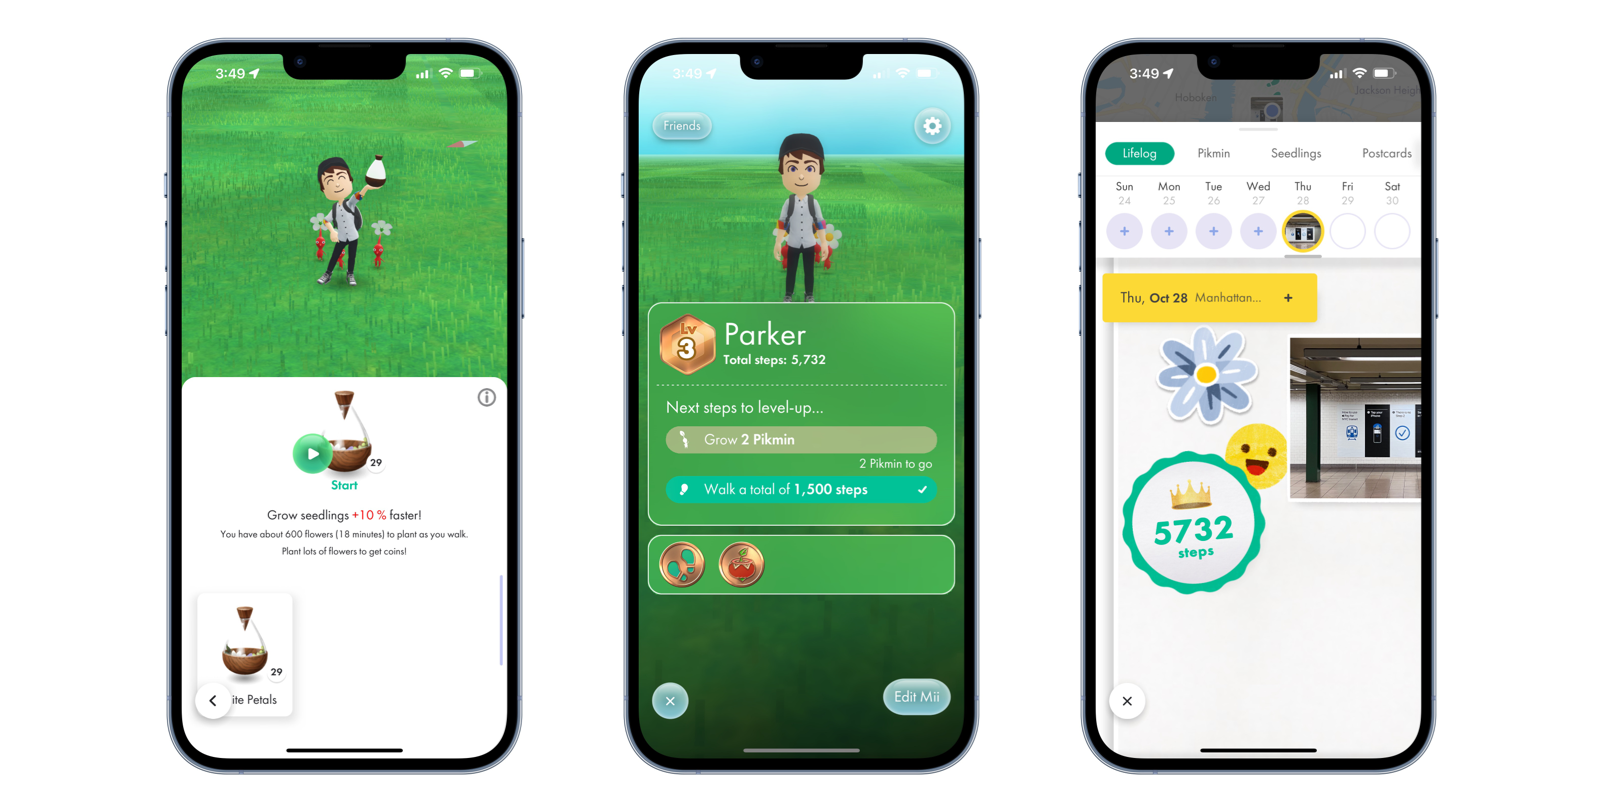 3:49
29
Start
Grow seedlings +10 % faster!
You have about 600 flowers (18 minutes) to plant as you walk.
Plant lots of flowers to get coins!
29
ite Petals
3:49
Friends
Lv
3
Parker
Total steps: 5,732
Next steps to level-up...
Grow 2 Pikmin
2 Pikmin to go
Walk a total of 1,500 steps
Edit Mii
3:49
Hoboken
Jackson Heigh
Lifelog Pikmin Seedlings Postcards
Sun Mon Tue Wed Thu Fri Sat
24 25 26 27 28 29 30
+ + + +
Thu, Oct 28 Manhattan... +
5732
steps